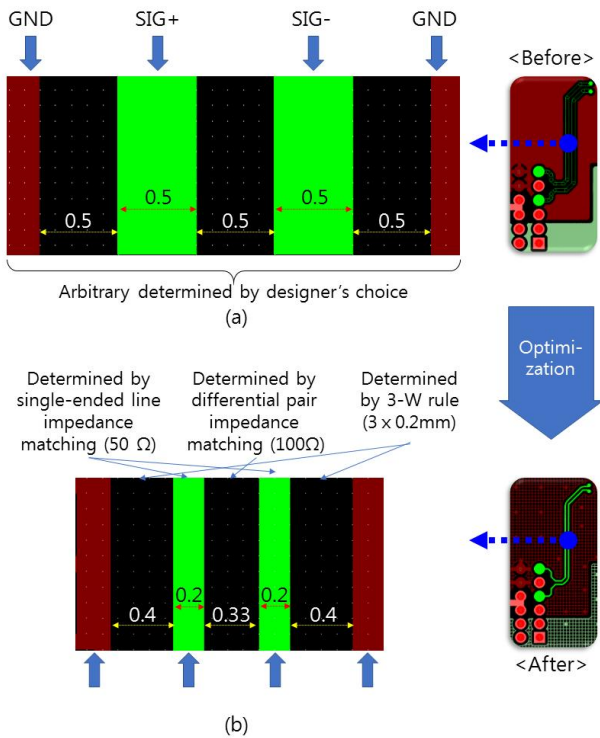 GND
SIG+
SIG-
GND
<Before>
0.5
0.5
0.5
0.5
0.5
Arbitrary determined by designer's choice
(a)
Optimi-
zation
Determined by
single-ended line
impedance
matching (50 Ω)
Determined by
differential pair
impedance
matching (100Ω)
Determined
by 3-W rule
(3 x 0.2mm)
0.2
0.2
0.4
0.33
0.4
<After>
(b)